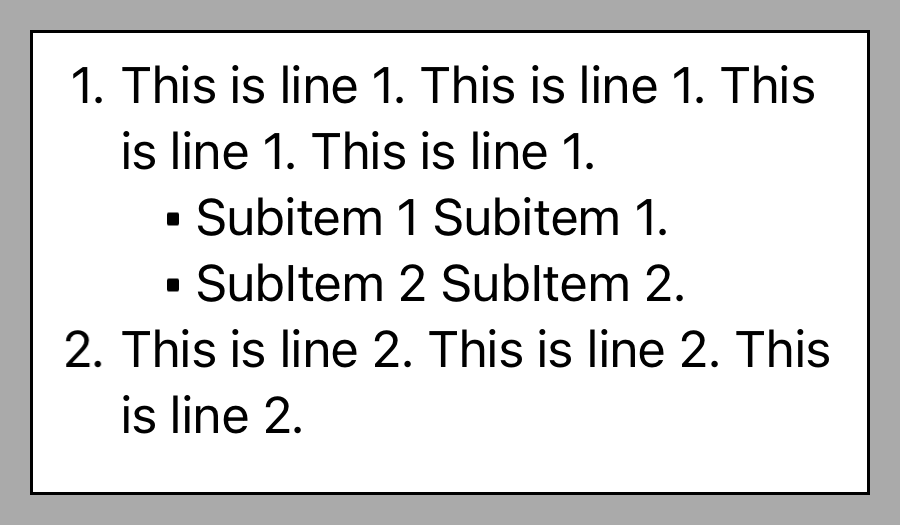 1. This is line 1. This is line 1. This
is line 1. This is line 1.
▪ Subitem 1 Subitem 1.
▪ SubItem 2 SubItem 2.
2. This is line 2. This is line 2. This
is line 2.